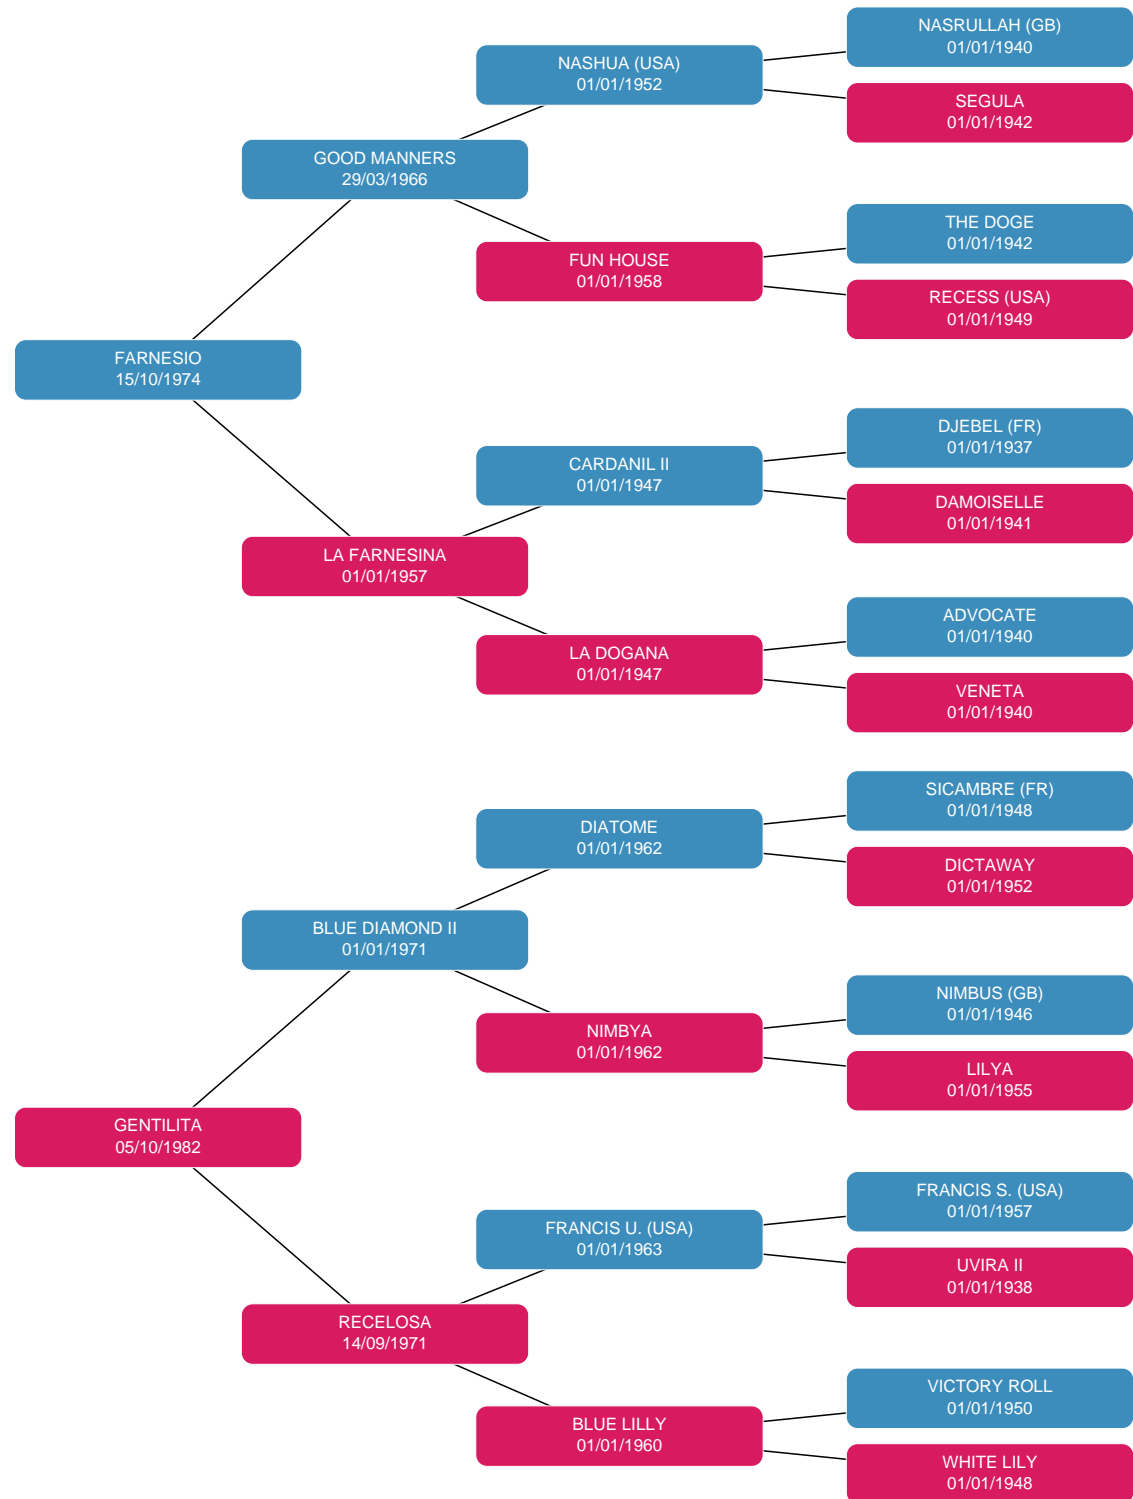 NASRULLAH (GB)
01/01/1940
NASHUA (USA)
01/01/1952
SEGULA
01/01/1942
GOOD MANNERS
29/03/1966
THE DOGE
01/01/1942
FUN HOUSE
01/01/1958
RECESS (USA)
01/01/1949
FARNESIO
15/10/1974
DJEBEL (FR)
01/01/1937
CARDANIL II
01/01/1947
DAMOISELLE
01/01/1941
LA FARNESINA
01/01/1957
ADVOCATE
01/01/1940
LA DOGANA
01/01/1947
VENETA
01/01/1940
SICAMBRE (FR)
01/01/1948
DIATOME
01/01/1962
DICTAWAY
01/01/1952
BLUE DIAMOND II
01/01/1971
NIMBUS (GB)
01/01/1946
NIMBYA
01/01/1962
LILYA
01/01/1955
GENTILITA
05/10/1982
FRANCIS S. (USA)
01/01/1957
FRANCIS U. (USA)
01/01/1963
UVIRA II
01/01/1938
RECELOSA
14/09/1971
VICTORY ROLL
01/01/1950
BLUE LILLY
01/01/1960
WHITE LILY
01/01/1948